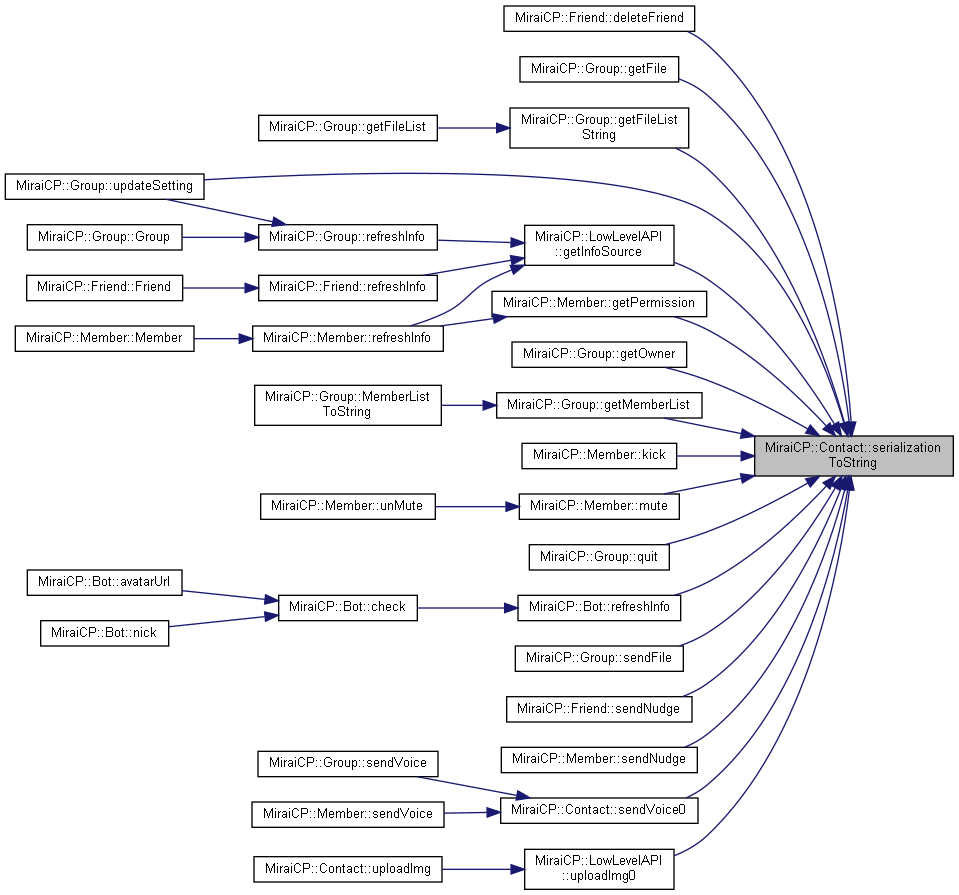 MiraiCP::Friend::deleteFriend
MiraiCP::Group::getFile
MiraiCP::Group::getFileList
MiraiCP::Group::getFileList
String
MiraiCP::Group::updateSetting
MiraiCP::Group::Group
MiraiCP::Group::refreshInfo
MiraiCP::LowLevelAPI
::getInfoSource
MiraiCP::Friend::Friend
MiraiCP::Friend::refreshInfo
MiraiCP::Member::getPermission
MiraiCP::Member::Member
MiraiCP::Member::refreshInfo
MiraiCP::Group::getOwner
MiraiCP::Group::MemberList
ToString
MiraiCP::Group::getMemberList
MiraiCP::Contact::serialization
ToString
MiraiCP::Member::kick
MiraiCP::Member::unMute
MiraiCP::Member::mute
MiraiCP::Group::quit
MiraiCP::Bot::avatarUrl
MiraiCP::Bot::check
MiraiCP::Bot::refreshInfo
MiraiCP::Bot::nick
MiraiCP::Group::sendFile
MiraiCP::Friend::sendNudge
MiraiCP::Member::sendNudge
MiraiCP::Group::sendVoice
MiraiCP::Member::sendVoice
MiraiCP::Contact::sendVoice0
MiraiCP::Contact::uploadImg
MiraiCP::LowLevelAPI
::uploadImg0